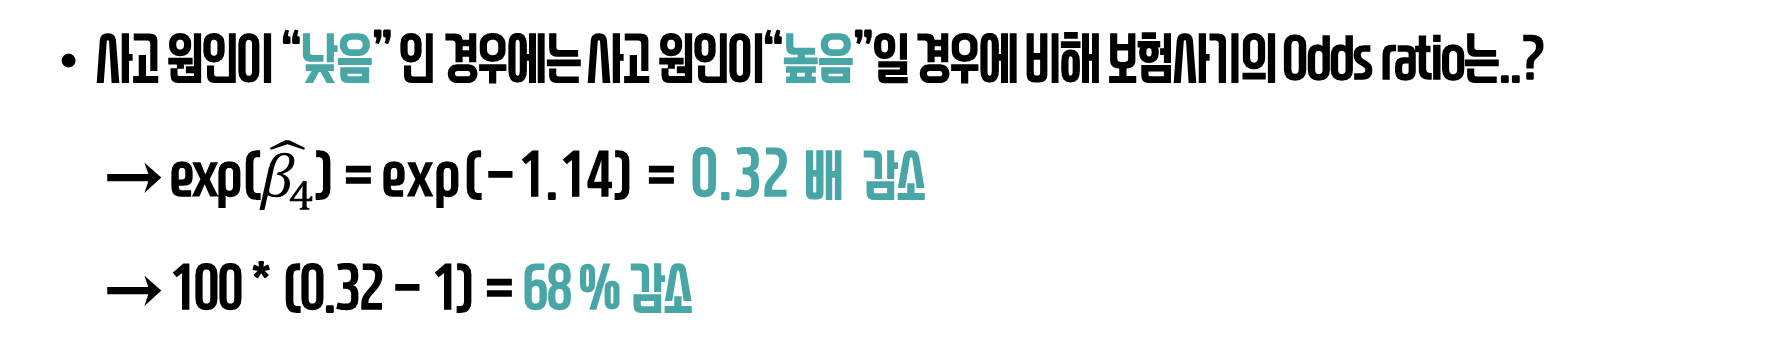 • 사고 원인이 “낮음” 인 경우에는 사고 원인이“높음”일 경우에 비해 보험사기의 Odds ratio는..?
→ exp(β̂₄) = exp(-1.14) = 0.32 배 감소
→ 100 * (0.32 - 1) = 68% 감소